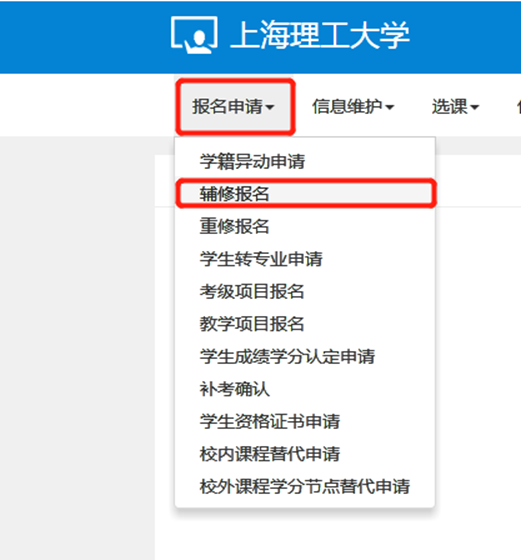 上海理工大学
报名申请 信息维护 选课
学籍异动申请
辅修报名
重修报名
学生转专业申请
考级项目报名
教学项目报名
学生成绩学分认定申请
补考确认
学生资格证书申请
校内课程替代申请
校外课程学分节点替代申请